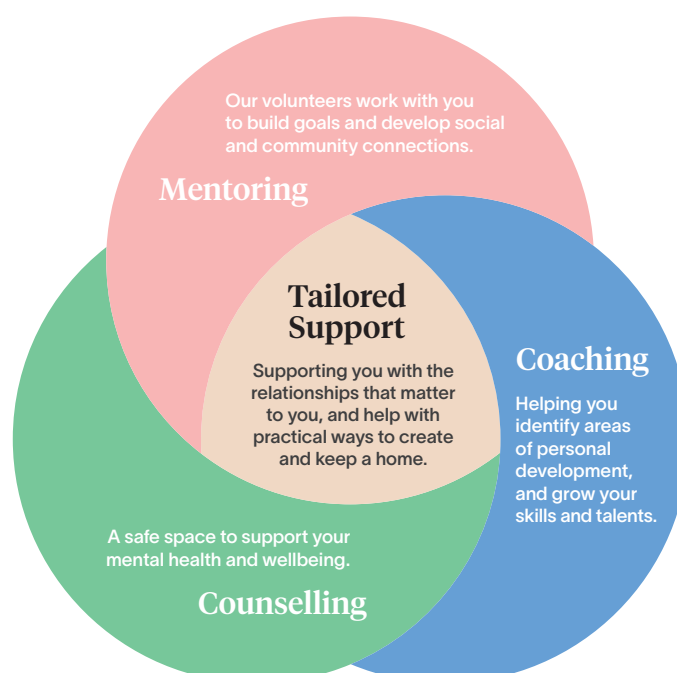 Our volunteers work with you
to build goals and develop social
and community connections.
Mentoring
Tailored
Support
Supporting you with the
relationships that matter
to you, and help with
practical ways to create
and keep a home.
Coaching
Helping you
identify areas
of personal
development,
and grow your
skills and talents.
A safe space to support your
mental health and wellbeing.
Counselling